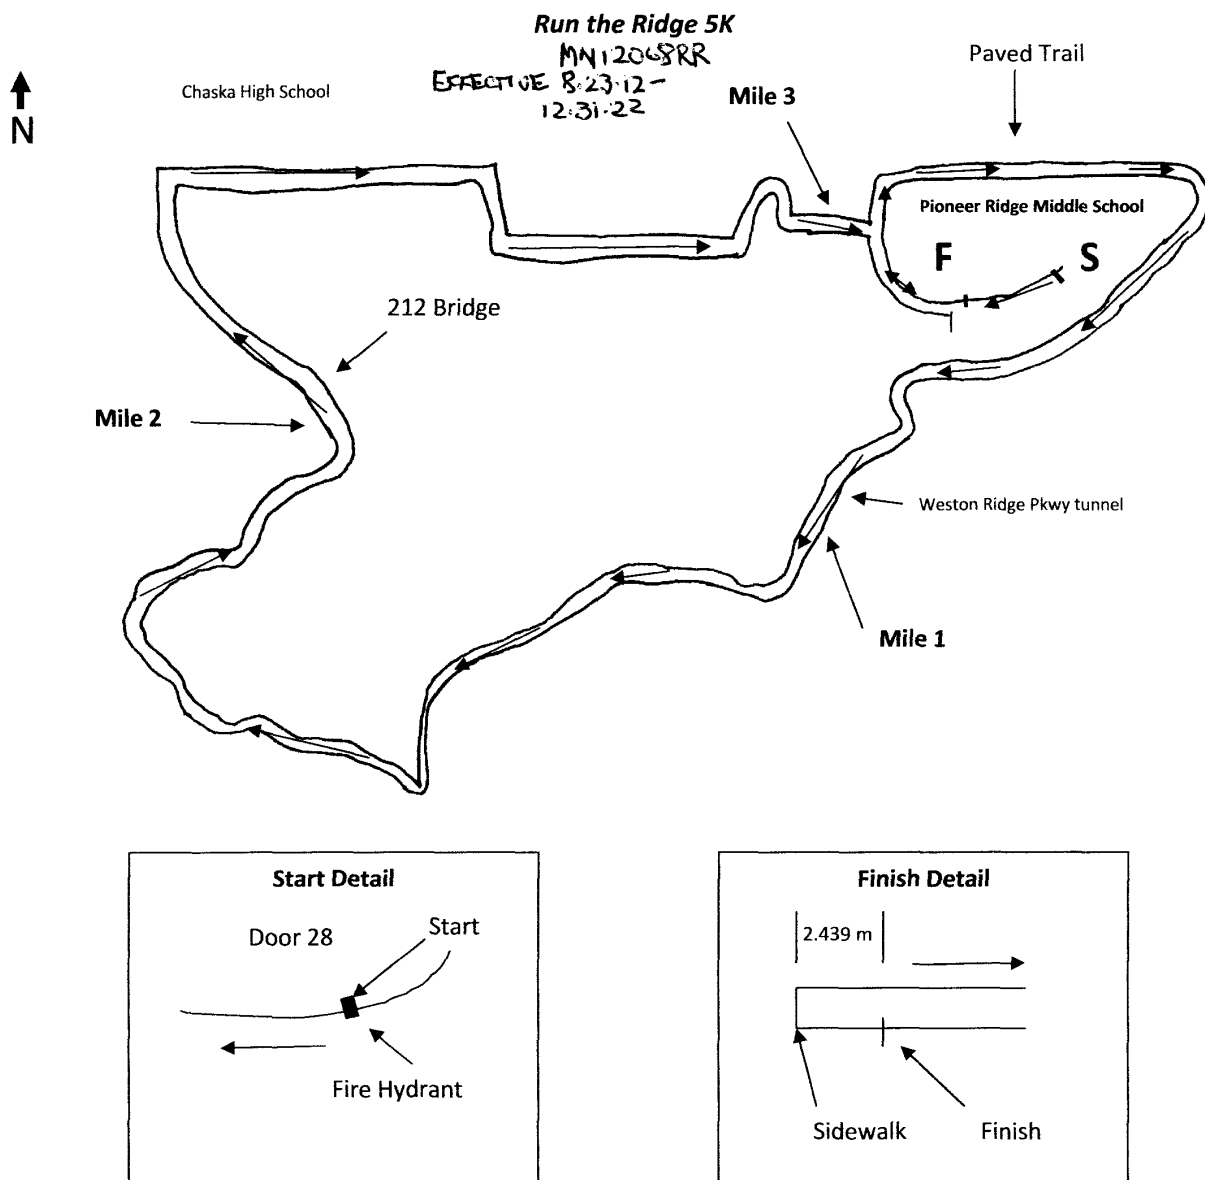 Run the Ridge 5K
MN12068RR
EFFECTIVE 8.23.12 -
12.31.22
N
Chaska High School
Mile 3
Paved Trail
Pioneer Ridge Middle School
F
S
212 Bridge
Mile 2
Weston Ridge Pkwy tunnel
Mile 1
Start Detail
Door 28
Start
Fire Hydrant
Finish Detail
2.439 m
Sidewalk
Finish